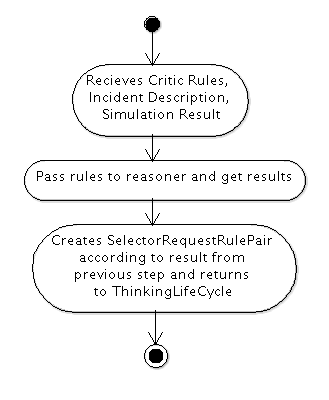 Recieves Critic Rules,
Incident Description,
Simulation Result
Pass rules to reasoner and get results
Creates SelectorRequestRulePair
according to result from
previous step and returns
to ThinkingLifeCycle